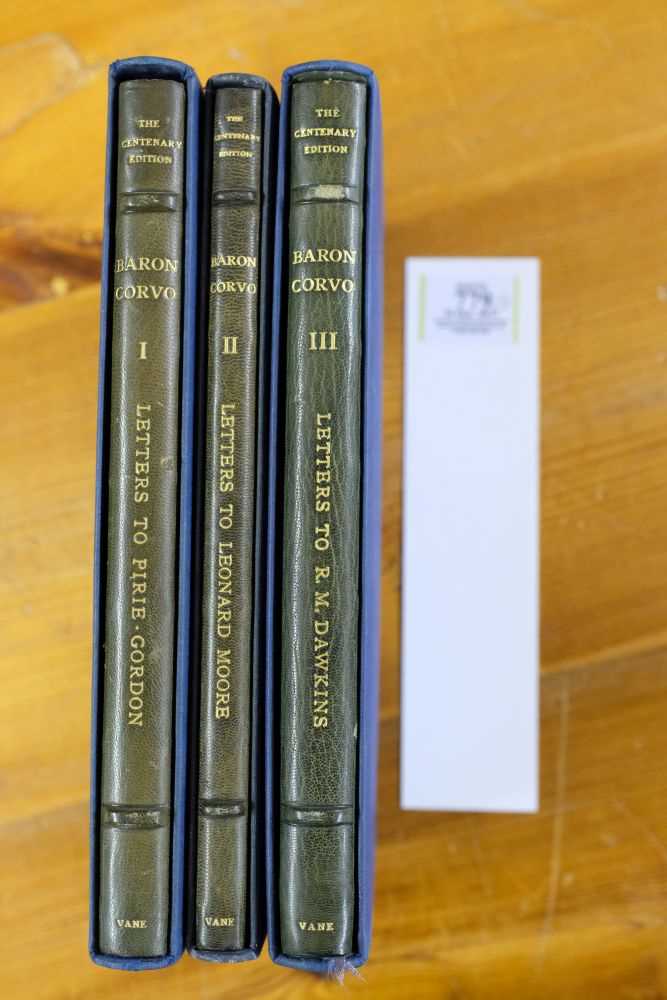 THE
CENTENARY
EDITION
BARON
CORVO
I
LETTERS TO PIRIE-GORDON
VANE
THE
CENTENARY
EDITION
BARON
CORVO
II
LETTERS TO LEONARD MOORE
VANE
THE
CENTENARY
EDITION
BARON
CORVO
III
LETTERS TO R. M. DAWKINS
VANE